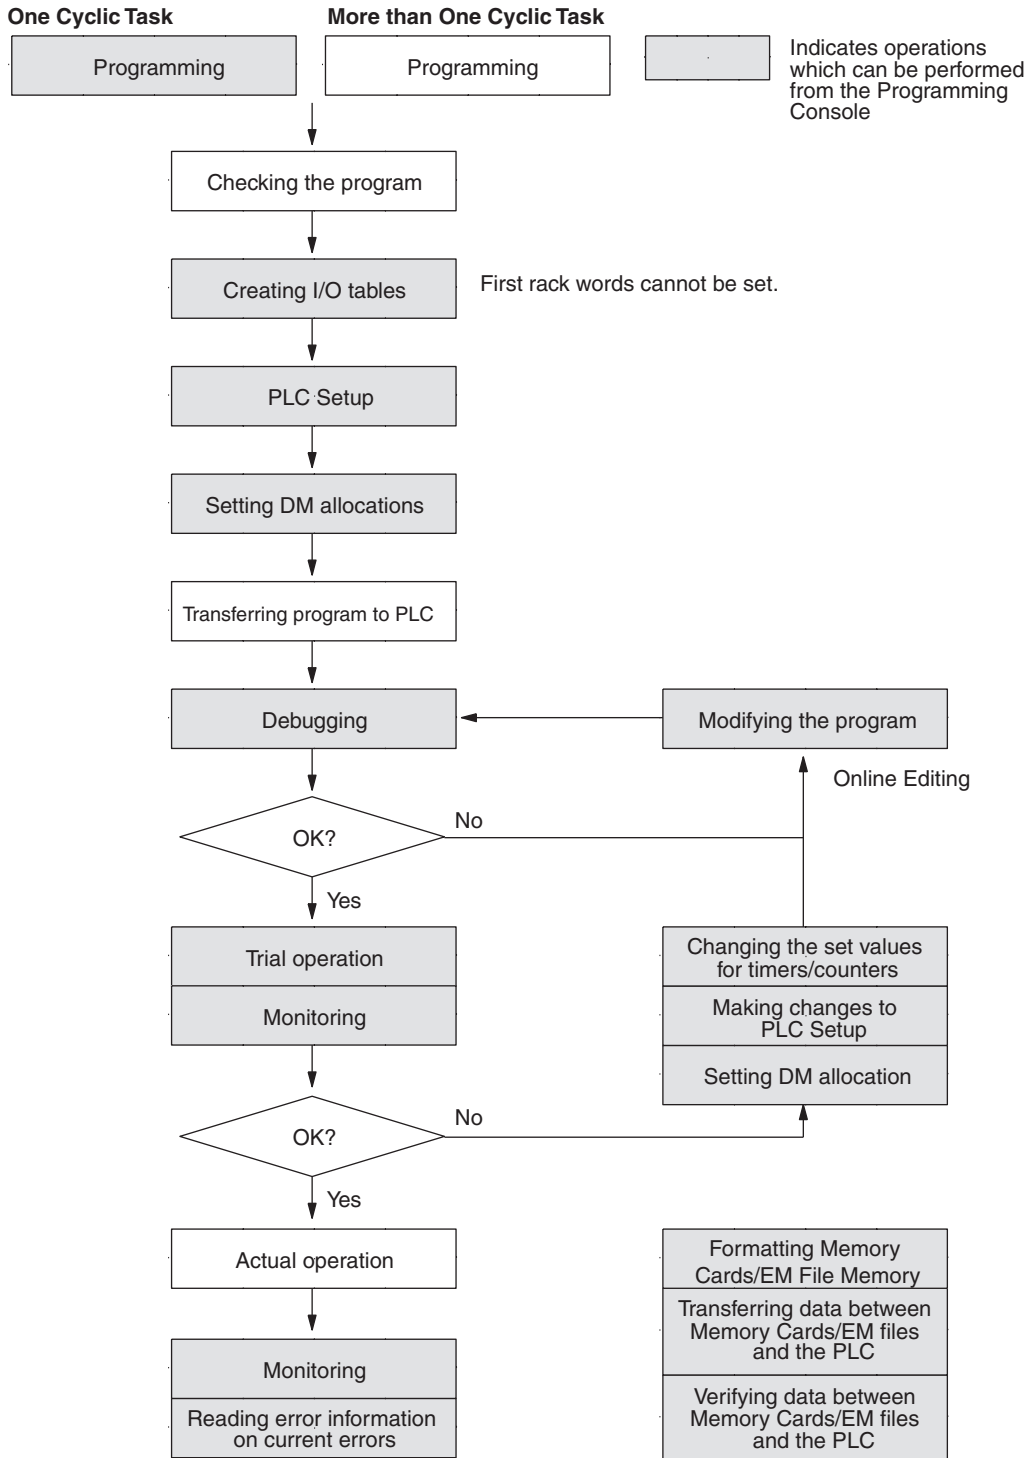 One Cyclic Task
More than One Cyclic Task
Programming
Programming
Indicates operations
which can be performed
from the Programming
Console
Checking the program
Creating I/O tables
First rack words cannot be set.
PLC Setup
Setting DM allocations
Transferring program to PLC
Debugging
Modifying the program
Online Editing
OK?
No
Yes
Trial operation
Monitoring
Changing the set values
for timers/counters
Making changes to
PLC Setup
Setting DM allocation
OK?
No
Yes
Actual operation
Monitoring
Reading error information
on current errors
Formatting Memory
Cards/EM File Memory
Transferring data between
Memory Cards/EM files
and the PLC
Verifying data between
Memory Cards/EM files
and the PLC